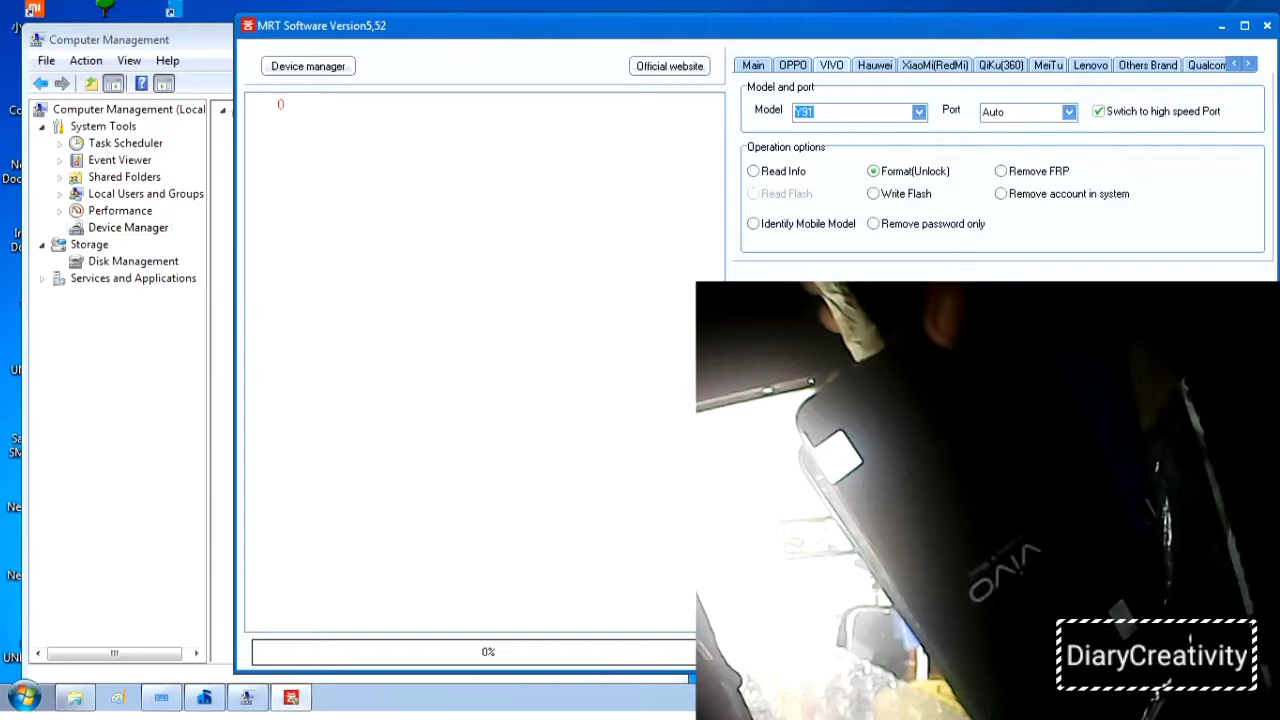 Computer Management
MRT Software Version5,52
File Action View Help
Device manager
Official website
Main OPPO VIVO Hauwei XiaoMi(RedMi) QiKu(360) MeiTu Lenovo Others Brand Qualcon
Computer Management (Local
System Tools
Task Scheduler
Event Viewer
Shared Folders
Local Users and Groups
Performance
Device Manager
Storage
Disk Management
Services and Applications
0
Model and port
Model Y91 Port Auto Swtich to high speed Port
Operation options
Read Info Format(Unlock) Remove FRP
Read Flash Write Flash Remove account in system
Identify Mobile Model Remove password only
0%
vivo
DiaryCreativity